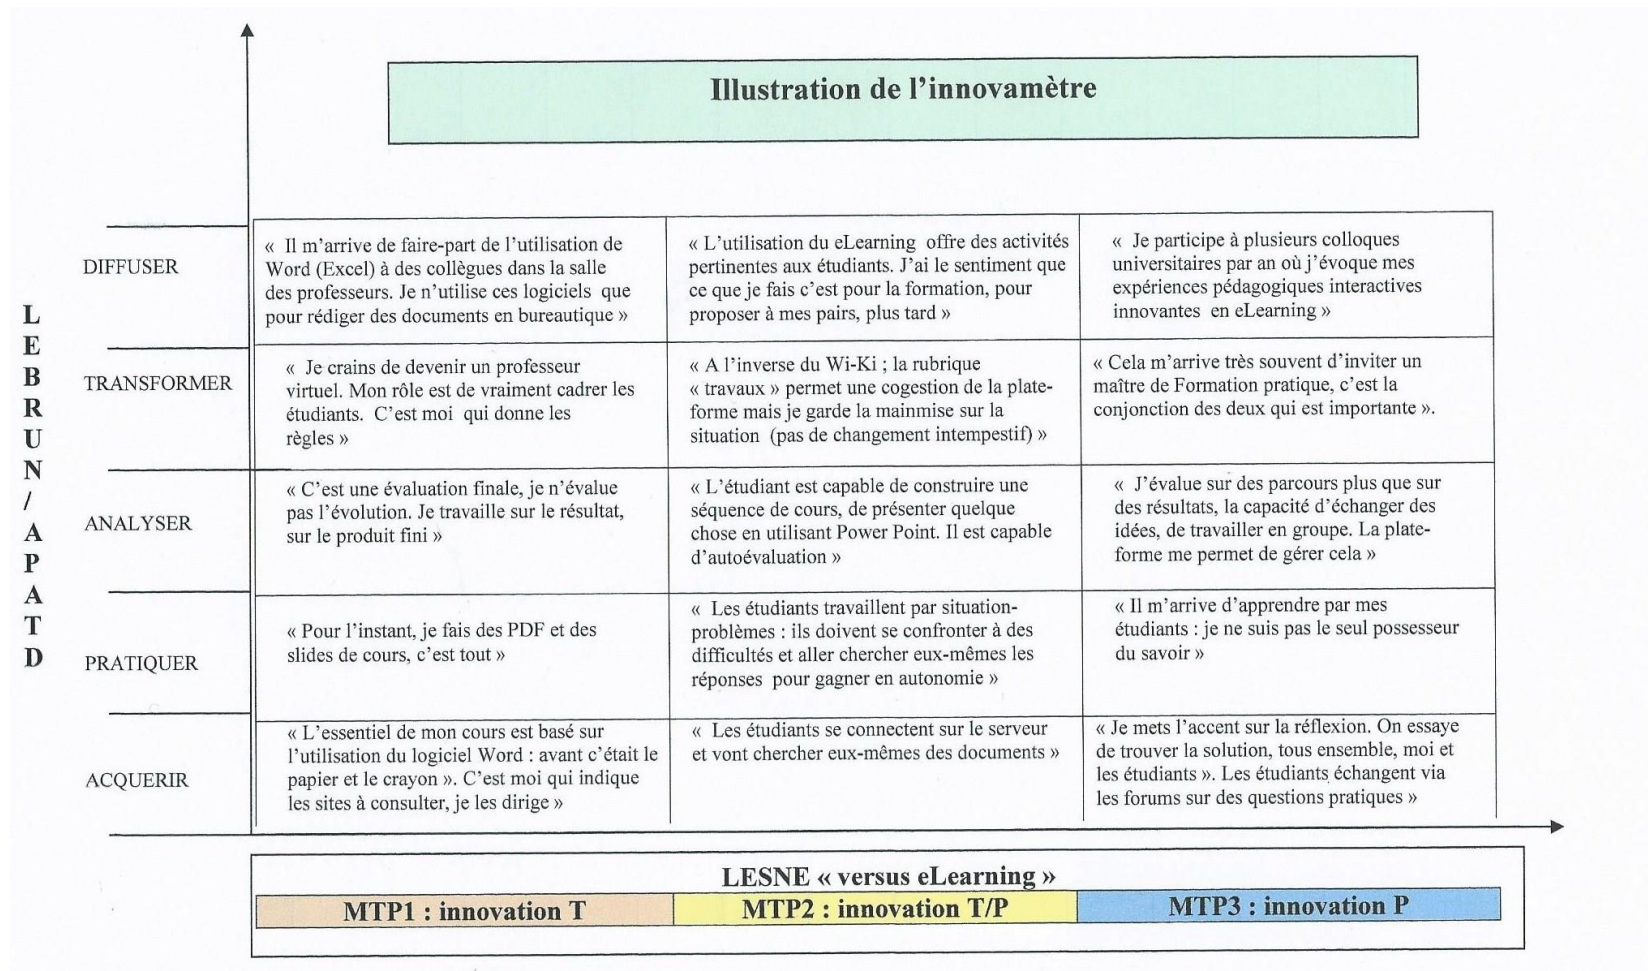 Illustration de l'innovamètre
LEBRUN/APATD
DIFFUSER
« Il m'arrive de faire-part de l'utilisation de
Word (Excel) à des collègues dans la salle
des professeurs. Je n'utilise ces logiciels que
pour rédiger des documents en bureautique »
« L'utilisation du eLearning offre des activités
pertinentes aux étudiants. J'ai le sentiment que
ce que je fais c'est pour la formation, pour
proposer à mes pairs, plus tard »
« Je participe à plusieurs colloques
universitaires par an où j'évoque mes
expériences pédagogiques interactives
innovantes en eLearning »
TRANSFORMER
« Je crains de devenir un professeur
virtuel. Mon rôle est de vraiment cadrer les
étudiants. C'est moi qui donne les
règles »
« A l'inverse du Wi-Ki ; la rubrique
« travaux » permet une cogestion de la plate-
forme mais je garde la mainmise sur la
situation (pas de changement intempestif) »
« Cela m'arrive très souvent d'inviter un
maître de Formation pratique, c'est la
conjonction des deux qui est importante ».
ANALYSER
« C'est une évaluation finale, je n'évalue
pas l'évolution. Je travaille sur le résultat,
sur le produit fini »
« L'étudiant est capable de construire une
séquence de cours, de présenter quelque
chose en utilisant Power Point. Il est capable
d'autoévaluation »
« J'évalue sur des parcours plus que sur
des résultats, la capacité d'échanger des
idées, de travailler en groupe. La plate-
forme me permet de gérer cela »
PRATIQUER
« Pour l'instant, je fais des PDF et des
slides de cours, c'est tout »
« Les étudiants travaillent par situation-
problèmes : ils doivent se confronter à des
difficultés et aller chercher eux-mêmes les
réponses pour gagner en autonomie »
« Il m'arrive d'apprendre par mes
étudiants : je ne suis pas le seul possesseur
du savoir »
ACQUERIR
« L'essentiel de mon cours est basé sur
l'utilisation du logiciel Word : avant c'était le
papier et le crayon ». C'est moi qui indique
les sites à consulter, je les dirige »
« Les étudiants se connectent sur le serveur
et vont chercher eux-mêmes des documents »
« Je mets l'accent sur la réflexion. On essaye
de trouver la solution, tous ensemble, moi et
les étudiants ». Les étudiants échangent via
les forums sur des questions pratiques »
LESNE « versus eLearning »
MTP1 : innovation T
MTP2 : innovation T/P
MTP3 : innovation P